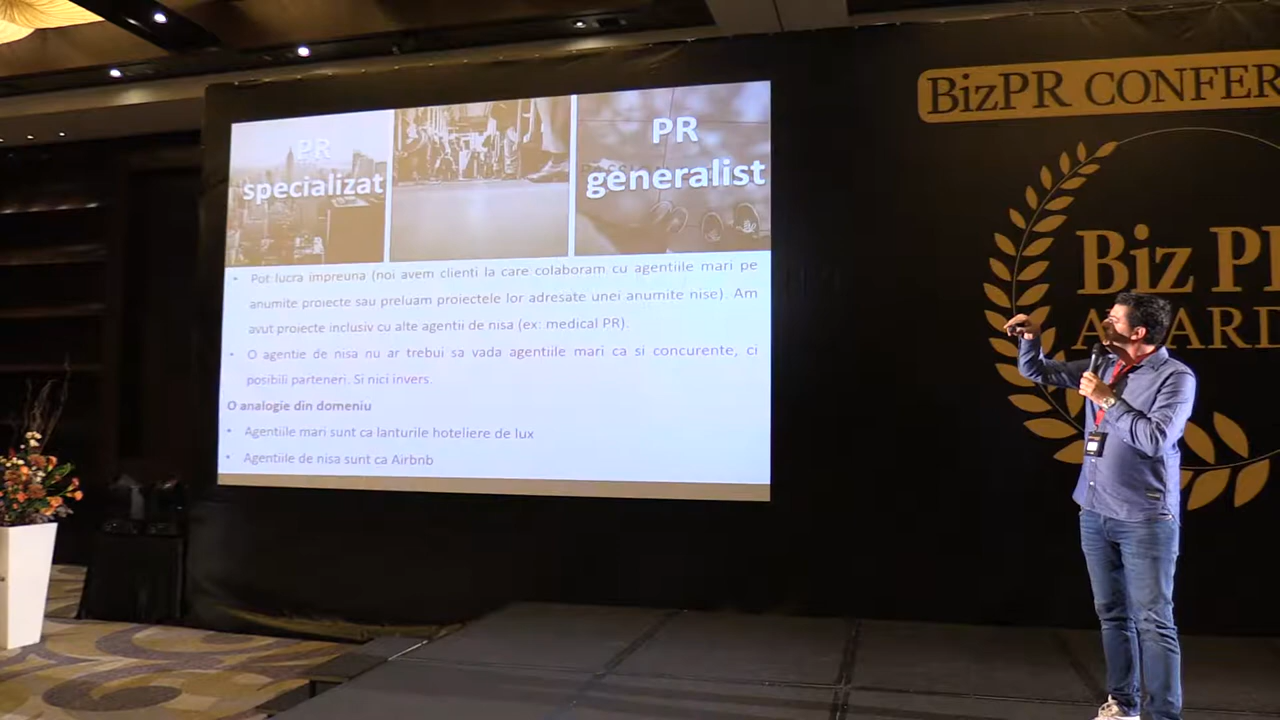 PR
specializat
PR
generalist
• Pot lucra impreuna (noi avem clienti la care colaboram cu agentiile mari pe
anumite proiecte sau preluam proiectele lor adresate unei anumite nise). Am
avut proiecte inclusiv cu alte agentii de nisa (ex: medical PR).
• O agentie de nisa nu ar trebui sa vada agentiile mari ca si concurente, ci
posibili parteneri. Si nici invers.
O analogie din domeniu
• Agentiile mari sunt ca lanturile hoteliere de lux
• Agentiile de nisa sunt ca Airbnb
BizPR CONFER
Biz PR
AWARD